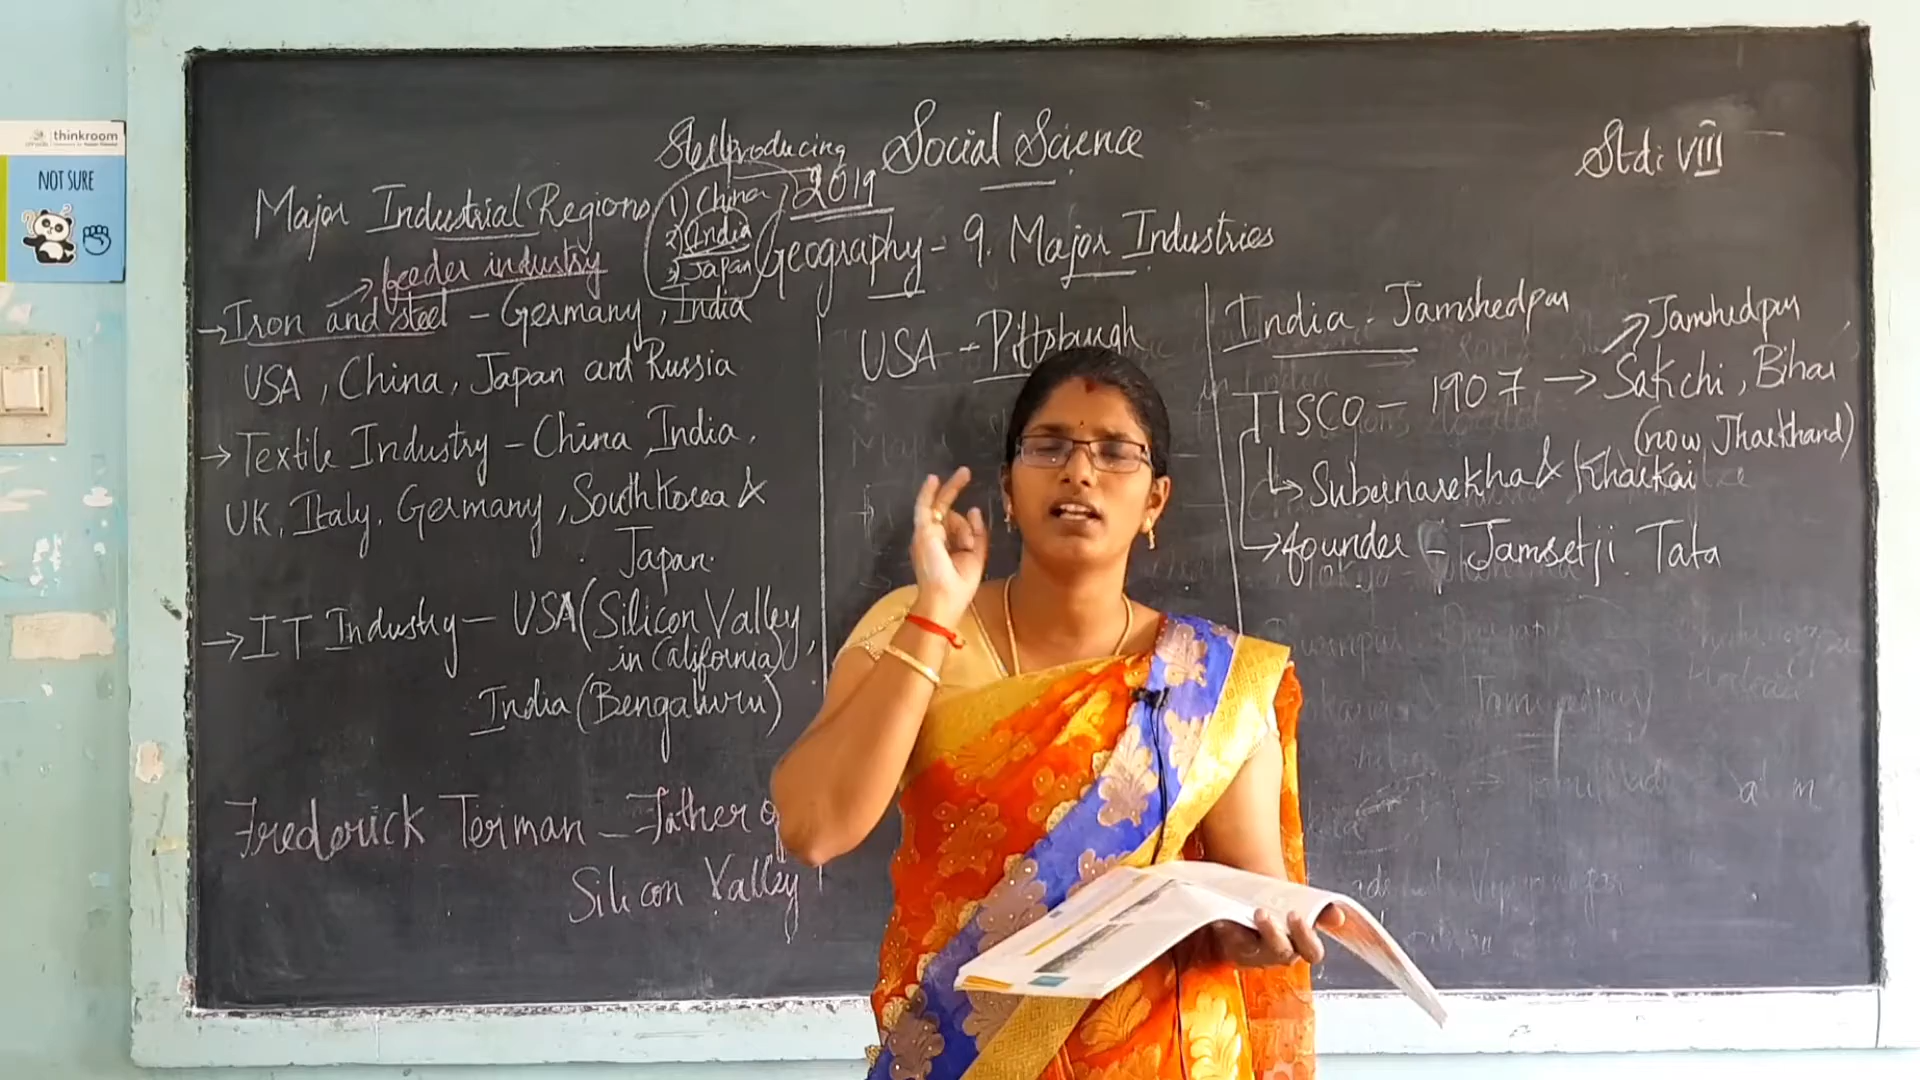 thinkroom
NOT SURE
Social Science
Std: VIII
Geography - 9. Major Industries
Major Industrial Regions
Steel producing
2019
1) China
2) India
3) Japan
→ feeder industry
→ Iron and steel - Germany, India
USA, China, Japan and Russia
→ Textile Industry - China, India,
UK, Italy, Germany, South Korea &
Japan.
→ IT Industry - USA (Silicon Valley
in California),
India (Bengaluru)
Frederick Terman - Father
Silicon Valley
USA - Pittsburgh
India - Jamshedpur
Jamshedpur
TISCO - 1907 → Sakchi, Bihar
(now Jharkhand)
↳ Subernarekha & Kharkai
↳ founder - Jamsetji Tata